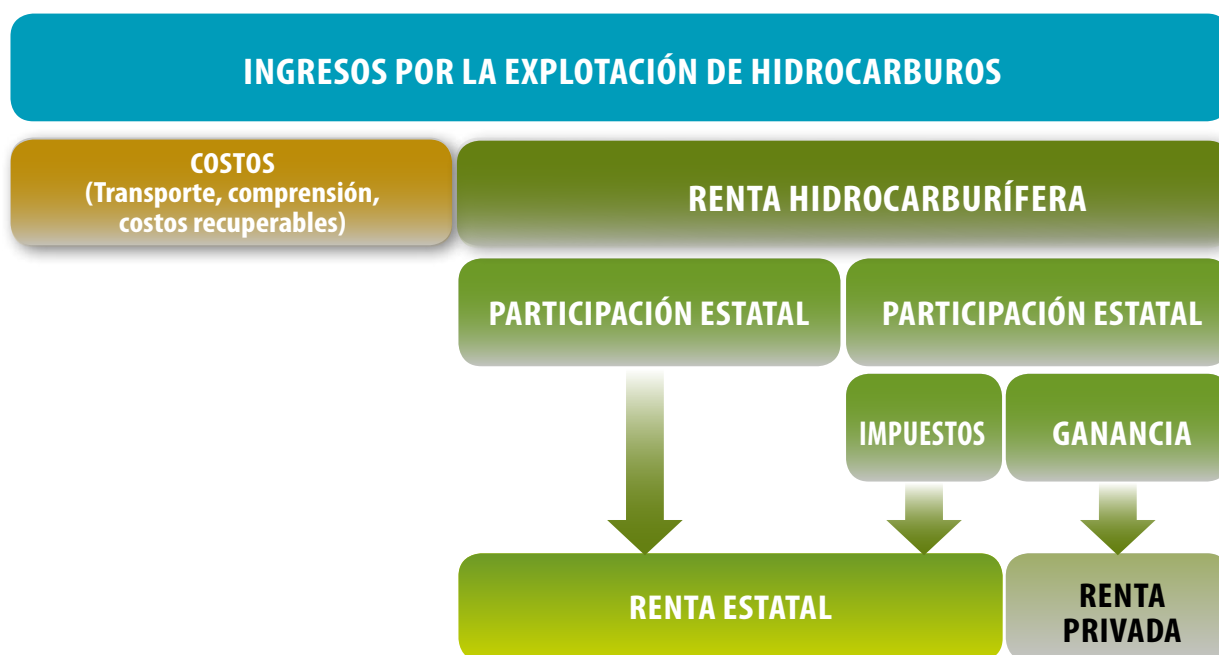 INGRESOS POR LA EXPLOTACIÓN DE HIDROCARBUROS
COSTOS
(Transporte, comprensión,
costos recuperables)
RENTA HIDROCARBURÍFERA
PARTICIPACIÓN ESTATAL
PARTICIPACIÓN ESTATAL
IMPUESTOS
GANANCIA
RENTA ESTATAL
RENTA
PRIVADA